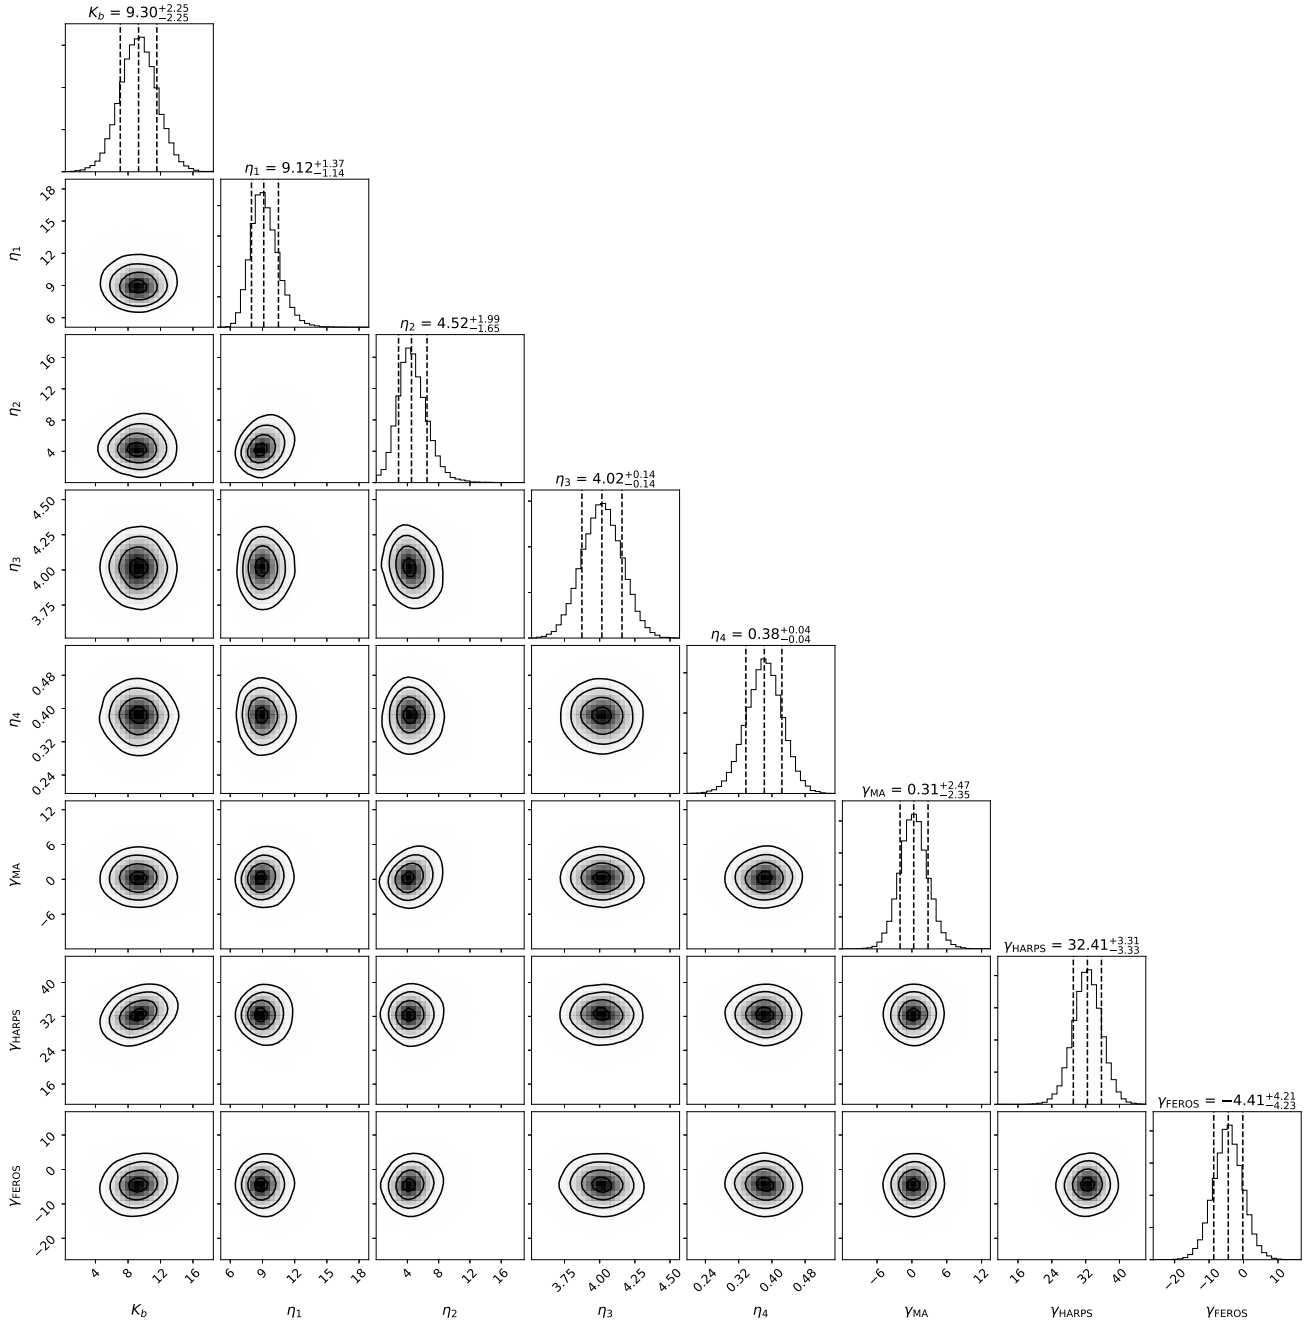 K_b = 9.30^{+2.25}_{-2.25}
η_1 = 9.12^{+1.37}_{-1.14}
18
15
12
9
6
η_1
η_2 = 4.52^{+1.99}_{-1.65}
16
12
8
4
η_2
η_3 = 4.02^{+0.14}_{-0.14}
4.50
4.25
4.00
3.75
η_3
η_4 = 0.38^{+0.04}_{-0.04}
0.48
0.40
0.32
0.24
η_4
γ_MA = 0.31^{+2.47}_{-2.35}
12
6
0
−6
γ_MA
γ_HARPS = 32.41^{+3.31}_{-3.33}
40
32
24
16
γ_HARPS
γ_FEROS = −4.41^{+4.21}_{-4.23}
10
0
−10
−20
γ_FEROS
4 8 12 16 6 9 12 15 18 4 8 12 16 3.75 4.00 4.25 4.50 0.24 0.32 0.40 0.48 −6 0 6 12 16 24 32 40 −20 −10 0 10
K_b η_1 η_2 η_3 η_4 γ_MA γ_HARPS γ_FEROS